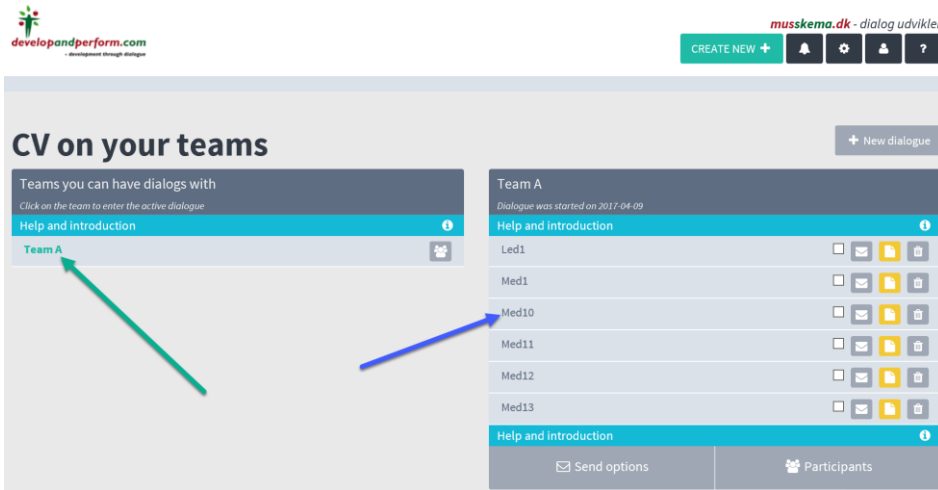 developandperform.com
- development through dialogue
musskema.dk - dialog udvikler
CREATE NEW +
?
CV on your teams
+ New dialogue
Teams you can have dialogs with
Click on the team to enter the active dialogue
Help and introduction
Team A
Team A
Dialogue was started on 2017-04-09
Help and introduction
Led1
Med1
Med10
Med11
Med12
Med13
Help and introduction
Send options
Participants